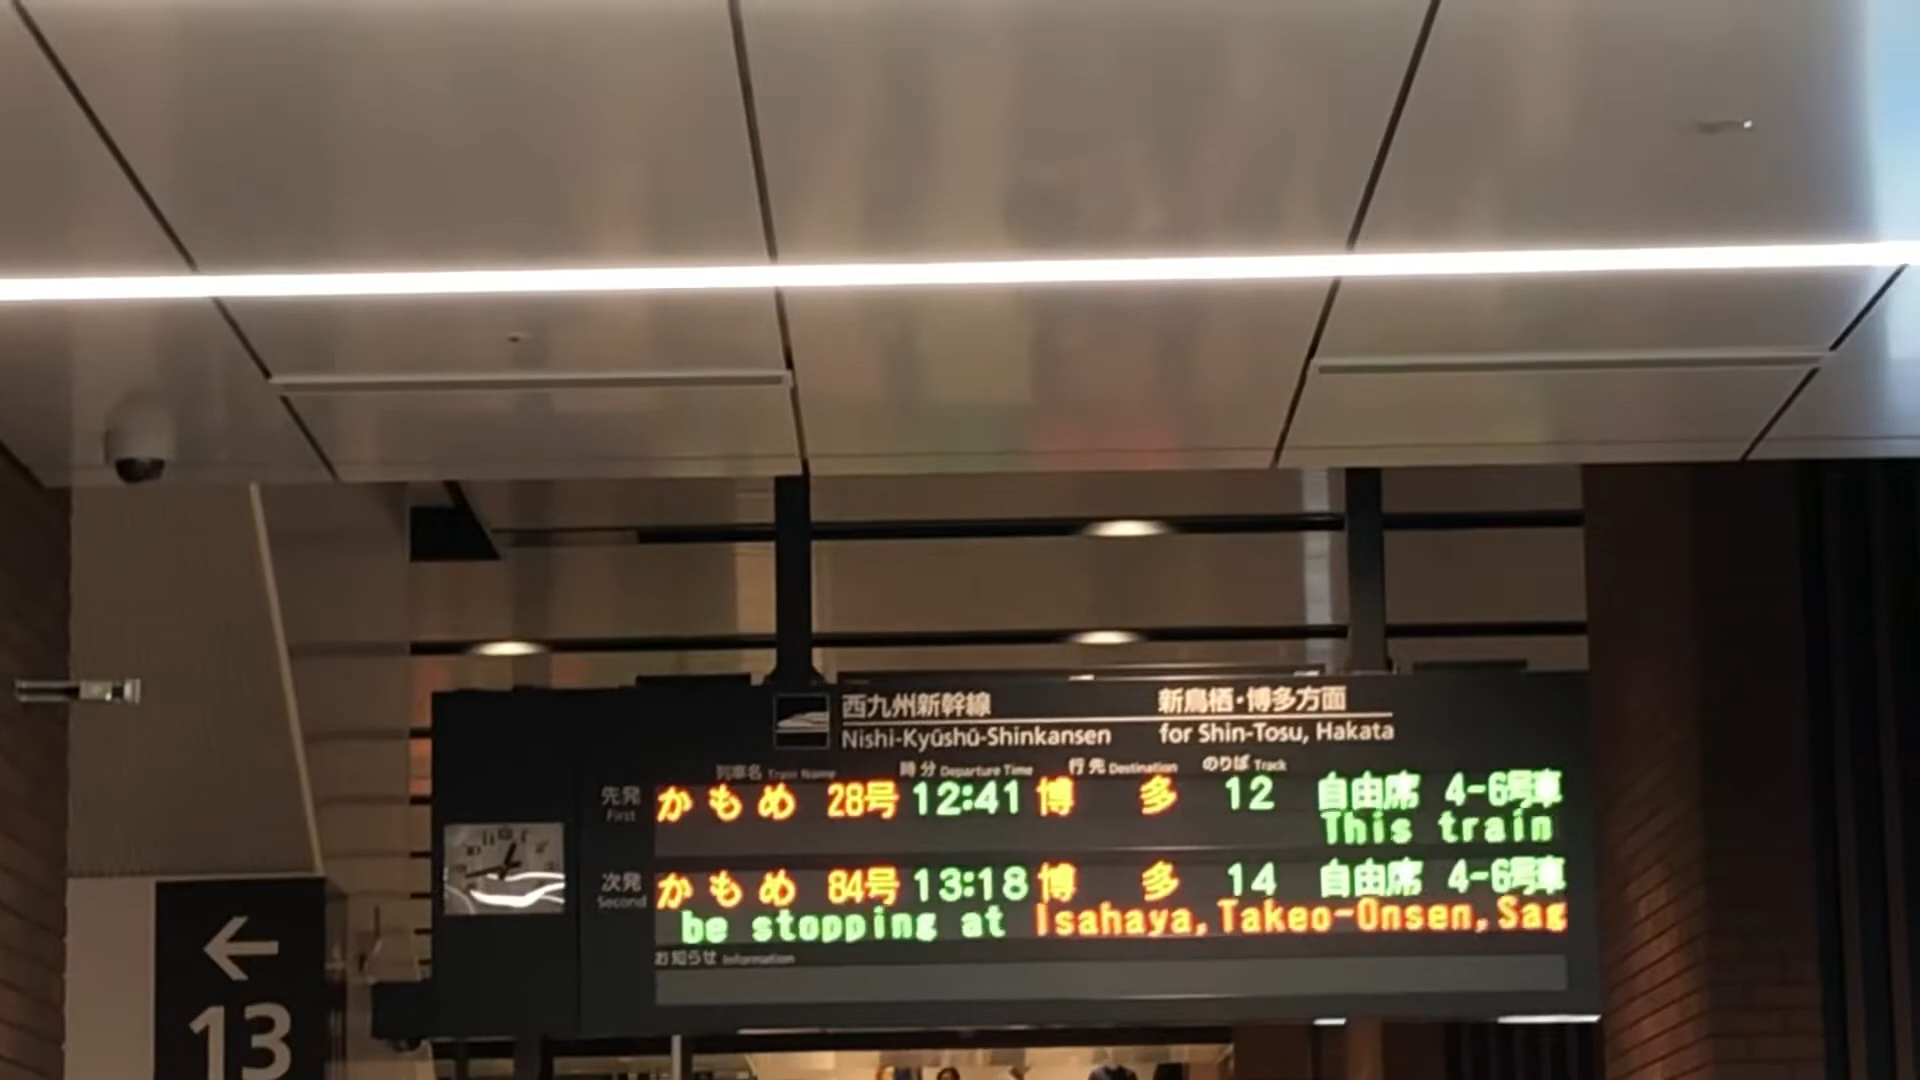 西九州新幹線 新鳥栖・博多方面
Nishi-Kyūshū-Shinkansen for Shin-Tosu, Hakata
列車名 Train Name 時分 Departure Time 行先 Destination のりば Track
先発 かもめ 28号 12:41 博多 12 自由席 4-6号車
First This train
次発 かもめ 84号 13:18 博多 14 自由席 4-6号車
Second be stopping at Isahaya,Takeo-Onsen,Sag
お知らせ Information
←
13